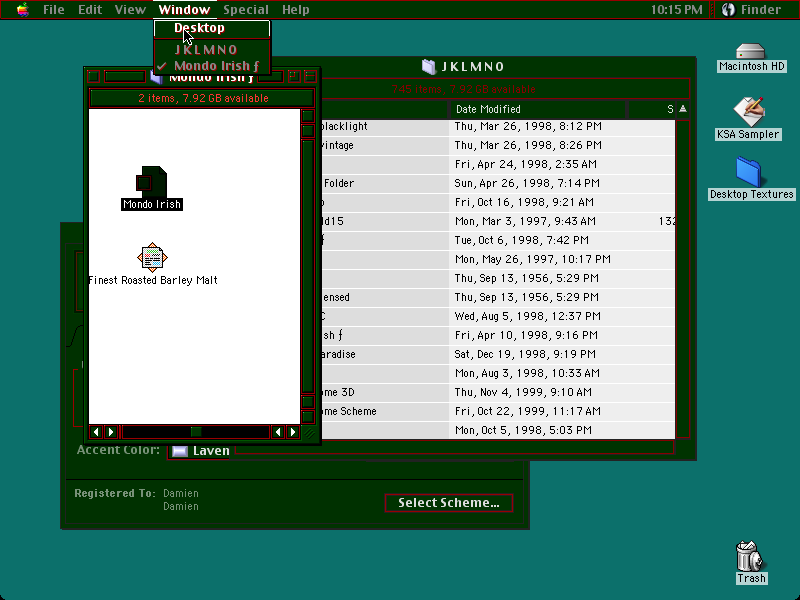 File Edit View Window Special Help 10:15 PM Finder
Desktop
J K L M N O
✓ Mondo Irish ƒ
Mondo Irish ƒ
2 items, 7.92 GB available
Mondo Irish
Finest Roasted Barley Malt
J K L M N O
745 items, 7.92 GB available
Date Modified S
blacklight Thu, Mar 26, 1998, 8:12 PM
vintage Thu, Mar 26, 1998, 8:26 PM
Fri, Apr 24, 1998, 2:35 AM
Folder Sun, Apr 26, 1998, 7:14 PM
Fri, Oct 16, 1998, 9:21 AM
ld15 Mon, Mar 3, 1997, 9:43 AM 132
ƒ Tue, Oct 6, 1998, 7:42 PM
Mon, May 26, 1997, 10:17 PM
Thu, Sep 13, 1956, 5:29 PM
ensed Thu, Sep 13, 1956, 5:29 PM
C Wed, Aug 5, 1998, 12:37 PM
sh ƒ Fri, Apr 10, 1998, 9:16 PM
aradise Sat, Dec 19, 1998, 9:19 PM
Mon, Aug 3, 1998, 10:33 AM
ome 3D Thu, Nov 4, 1999, 9:10 AM
ome Scheme Fri, Oct 22, 1999, 11:17 AM
Mon, Oct 5, 1998, 5:03 PM
Accent Color: Laven
Registered To: Damien
Damien
Select Scheme...
Macintosh HD
KSA Sampler
Desktop Textures
Trash